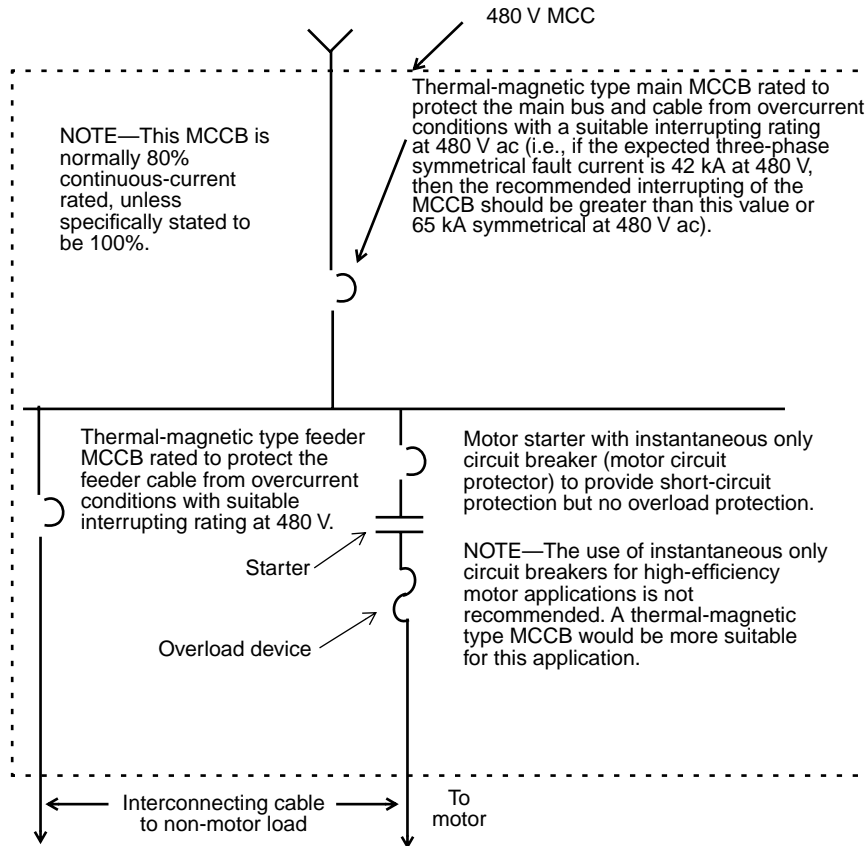 480 V MCC
Thermal-magnetic type main MCCB rated to
protect the main bus and cable from overcurrent
conditions with a suitable interrupting rating
at 480 V ac (i.e., if the expected three-phase
symmetrical fault current is 42 kA at 480 V,
then the recommended interrupting of the
MCCB should be greater than this value or
65 kA symmetrical at 480 V ac).
NOTE—This MCCB is
normally 80%
continuous-current
rated, unless
specifically stated to
be 100%.
Thermal-magnetic type feeder
MCCB rated to protect the
feeder cable from overcurrent
conditions with suitable
interrupting rating at 480 V.
Motor starter with instantaneous only
circuit breaker (motor circuit
protector) to provide short-circuit
protection but no overload protection.
NOTE—The use of instantaneous only
circuit breakers for high-efficiency
motor applications is not
recommended. A thermal-magnetic
type MCCB would be more suitable
for this application.
Starter
Overload device
Interconnecting cable
to non-motor load
To
motor